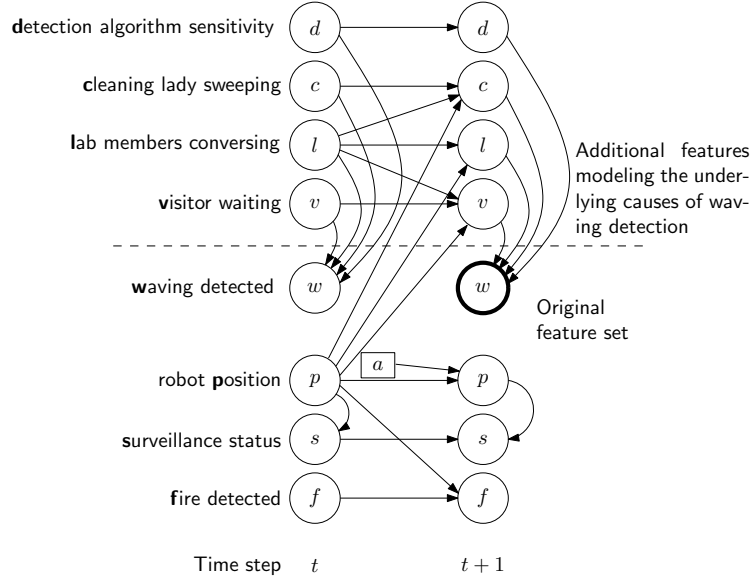 detection algorithm sensitivity d d
cleaning lady sweeping c c
lab members conversing l l
Additional features
modeling the under-
lying causes of wav-
ing detection
visitor waiting v v
waving detected w w
Original
feature set
a
robot position p p
surveillance status s s
fire detected f f
Time step t t + 1